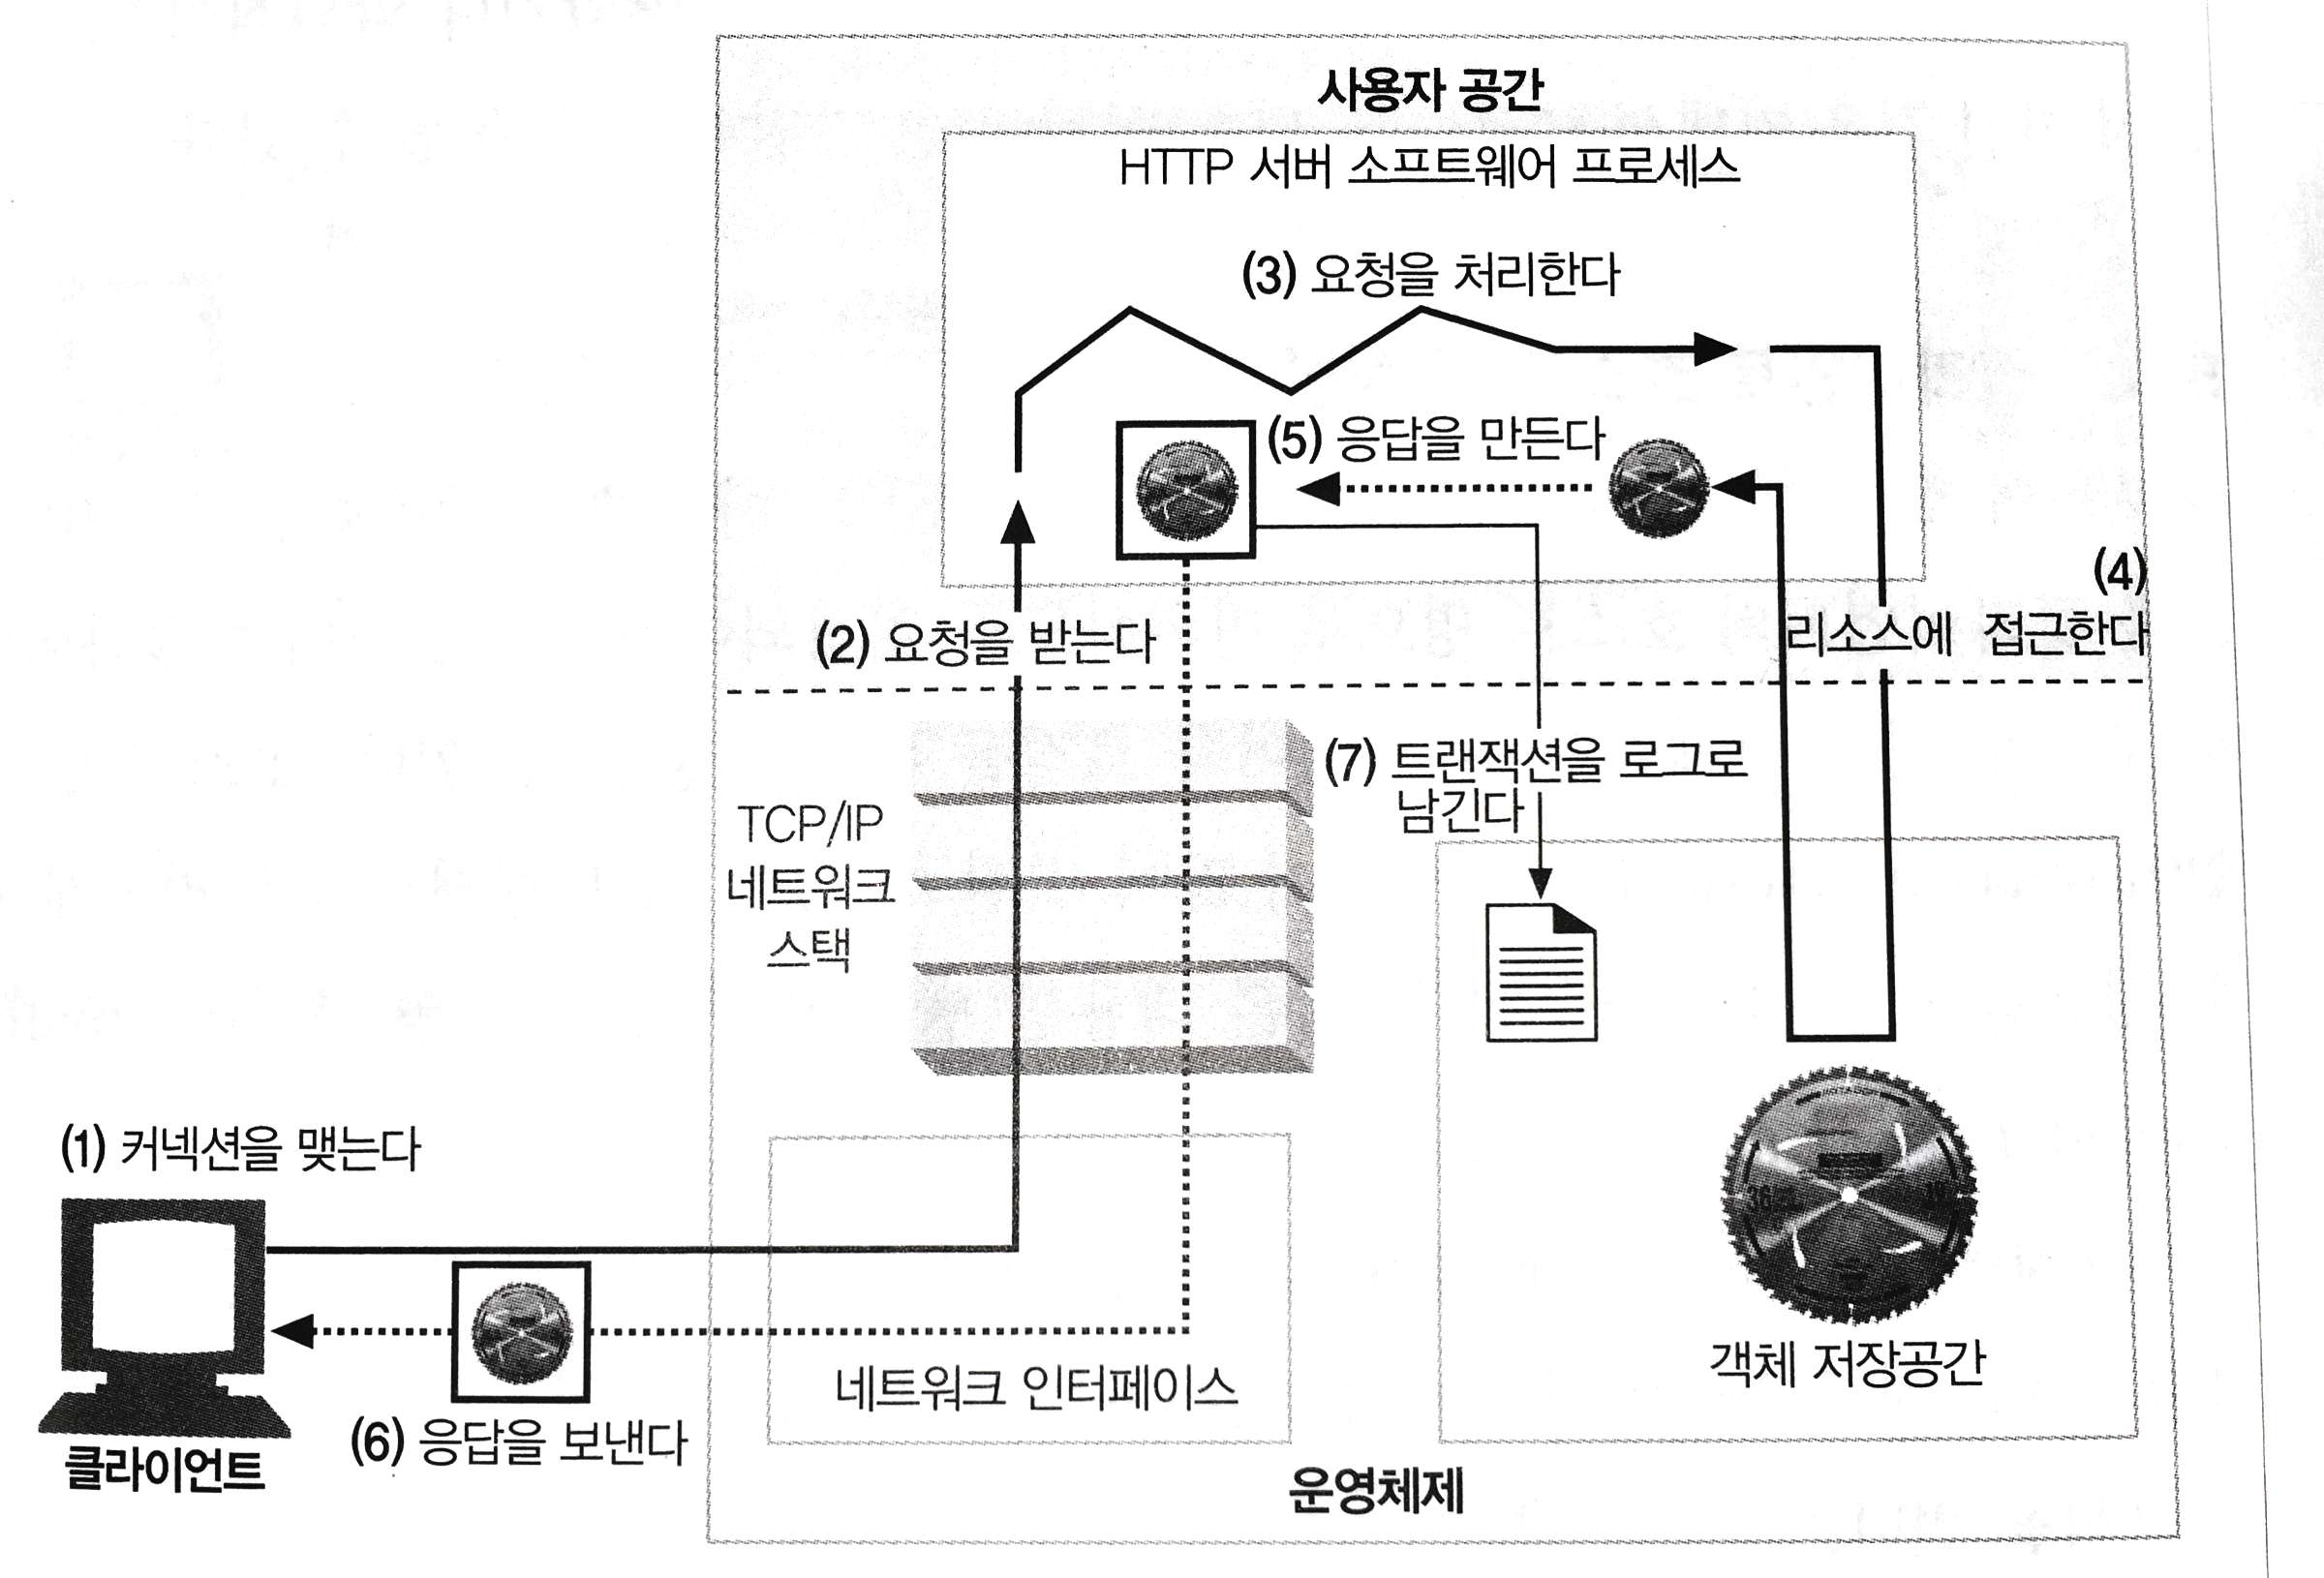 사용자 공간
HTTP 서버 소프트웨어 프로세스
(3) 요청을 처리한다
(5) 응답을 만든다
(4)
리소스에 접근한다
(2) 요청을 받는다
(7) 트랜잭션을 로그로
남긴다
TCP/IP
네트워크
스택
(1) 커넥션을 맺는다
객체 저장공간
네트워크 인터페이스
(6) 응답을 보낸다
클라이언트
운영체제